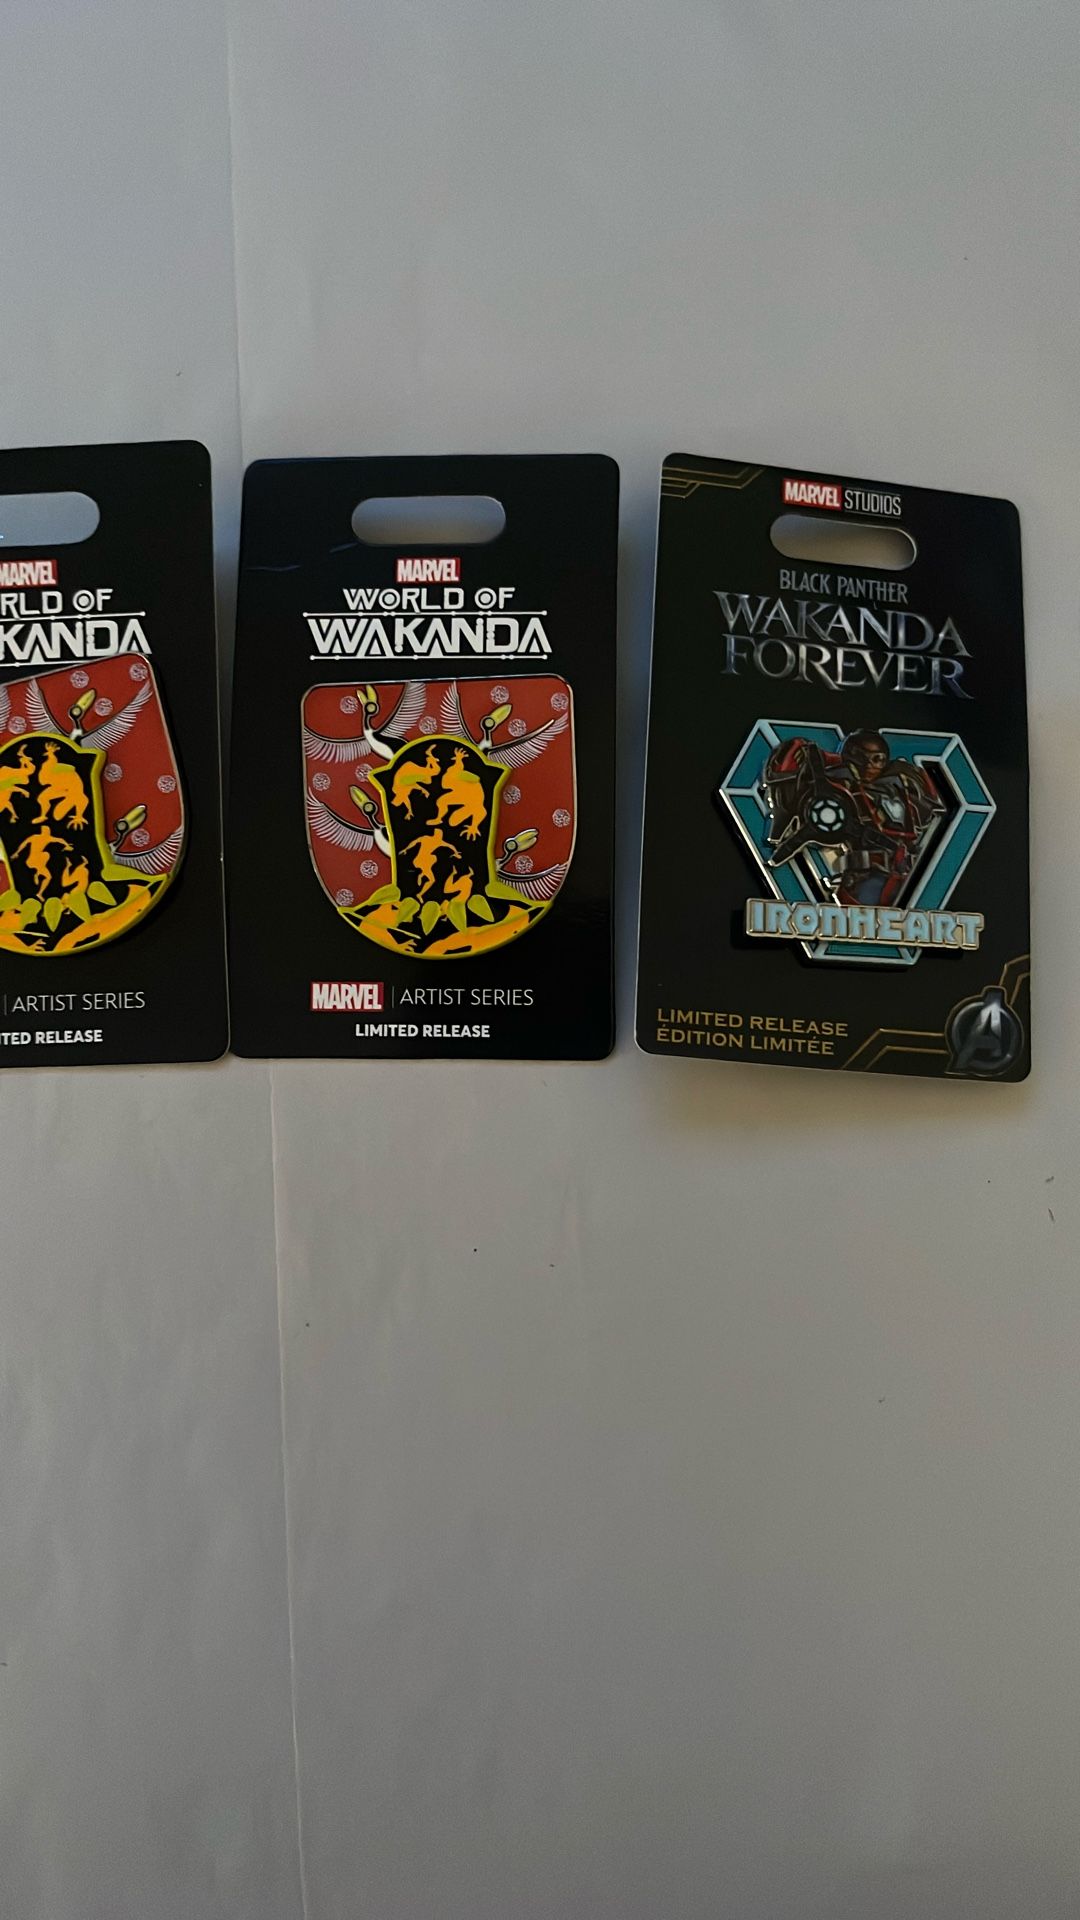 MARVEL
RLD OF
KANDA
| ARTIST SERIES
TED RELEASE
MARVEL
WORLD OF
WAKANDA
MARVEL | ARTIST SERIES
LIMITED RELEASE
MARVEL STUDIOS
BLACK PANTHER
WAKANDA
FOREVER
IRONHEART
LIMITED RELEASE
ÉDITION LIMITÉE